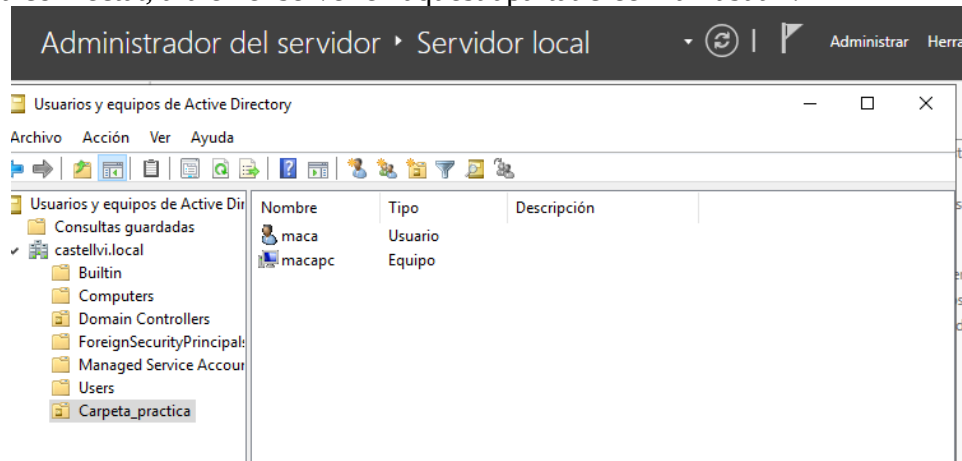 Administrador del servidor ‣ Servidor local
Administrar
Usuarios y equipos de Active Directory
Archivo Acción Ver Ayuda
Usuarios y equipos de Active Dir
Consultas guardadas
castellvi.local
Builtin
Computers
Domain Controllers
ForeignSecurityPrincipals
Managed Service Accour
Users
Carpeta_practica
Nombre Tipo Descripción
maca Usuario
macapc Equipo